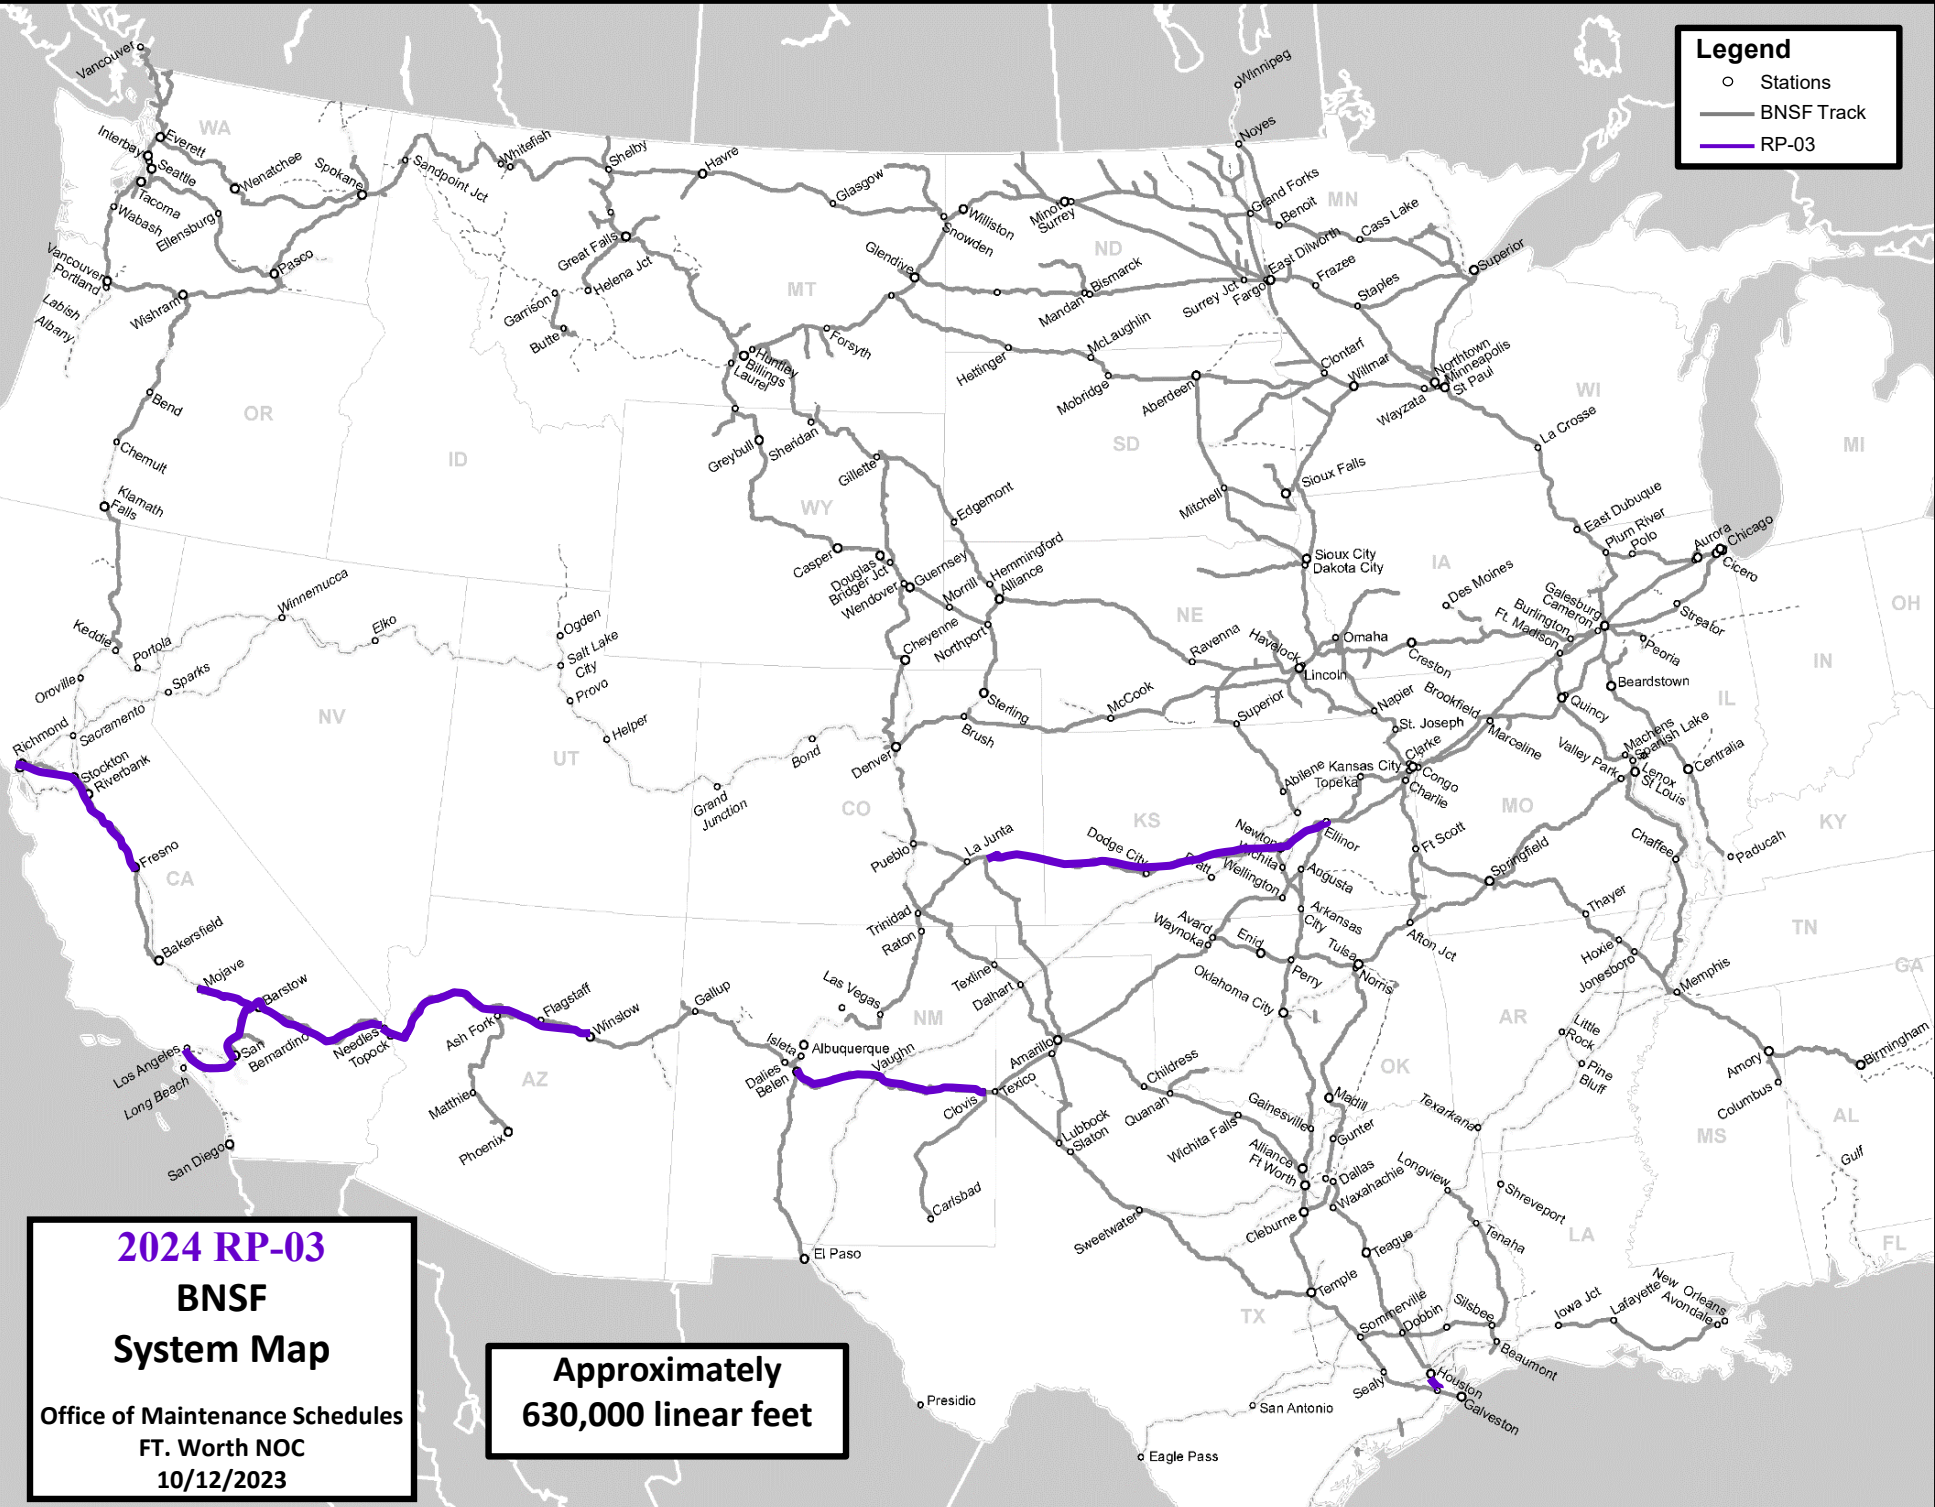 Legend
Stations
BNSF Track
RP-03
Vancouver
Winnipeg
Noyes
WA
Interbay
Everett
Seattle
Tacoma
Wabash
Ellensburg
Wenatchee
Spokane
Sandpoint Jct
Whitefish
Shelby
Havre
Glasgow
Williston
Snowden
Minot
Surrey
Grand Forks
Benoit
MN
Cass Lake
Superior
Vancouver
Portland
Labish
Albany
Wishram
Pasco
Great Falls
Helena Jct
Garrison
Butte
MT
Glendive
ND
Bismarck
Mandan
Surrey Jct
Fargo
East Dilworth
Frazee
Staples
Huntley
Billings
Laurel
Forsyth
Hettinger
McLaughlin
Mobridge
Aberdeen
Clontarf
Willmar
Wayzata
Northtown
Minneapolis
St Paul
WI
La Crosse
MI
Bend
OR
Chemult
ID
Klamath
Falls
Greybull
Sheridan
Gillette
WY
SD
Edgemont
Mitchell
Sioux Falls
East Dubuque
Plum River
Polo
Aurora
Chicago
Cicero
Casper
Douglas
Bridger Jct
Wendover
Guernsey
Morrill
Hemmingford
Alliance
Sioux City
Dakota City
IA
Des Moines
Galesburg
Cameron
Burlington
Ft. Madison
Streator
Peoria
OH
Keddie
Portola
Winnemucca
Elko
Ogden
Salt Lake
City
Provo
Helper
Cheyenne
Northport
NE
Ravenna
Havelock
Omaha
Lincoln
Creston
IN
Oroville
Sparks
Sacramento
NV
UT
Sterling
Brush
McCook
Superior
Napier
Brookfield
St. Joseph
Marceline
Quincy
Beardstown
IL
Richmond
Stockton
Riverbank
Bond
Grand
Junction
Denver
CO
Abilene
Topeka
Kansas City
Clarke
Congo
Charlie
Valley Park
Machens
Spanish Lake
Lenox
St Louis
Centralia
MO
Fresno
CA
Pueblo
La Junta
Dodge City
KS
Pratt
Newton
Wichita
Wellington
Ellinor
Augusta
Ft Scott
Springfield
Chaffee
Paducah
KY
Bakersfield
Mojave
Barstow
Trinidad
Raton
Avard
Waynoka
Arkansas
City
Enid
Perry
Tulsa
Norris
Afton Jct
Thayer
Hoxie
Jonesboro
Memphis
TN
GA
Las Vegas
NM
Texline
Dalhart
Oklahoma City
AR
Little
Rock
Pine
Bluff
OK
Los Angeles
Long Beach
San
Bernardino
Needles
Topock
Ash Fork
Flagstaff
Winslow
Gallup
Isleta
Albuquerque
Dalies
Belen
Vaughn
Clovis
Texico
Amarillo
Childress
Quanah
Amory
Columbus
Birmingham
San Diego
AZ
Matthie
Phoenix
Carlsbad
Lubbock
Slaton
Wichita Falls
Gainesville
Madill
Gunter
Alliance
Ft Worth
Dallas
Waxahachie
Cleburne
Texarkana
Longview
Shreveport
Tenaha
LA
MS
AL
Gulf
FL
El Paso
Sweetwater
Teague
Temple
TX
Sommerville
Dobbin
Silsbee
Beaumont
Iowa Jct
Lafayette
New Orleans
Avondale
Sealy
Houston
Galveston
San Antonio
Presidio
Eagle Pass
2024 RP-03
BNSF
System Map
Office of Maintenance Schedules
FT. Worth NOC
10/12/2023
Approximately
630,000 linear feet